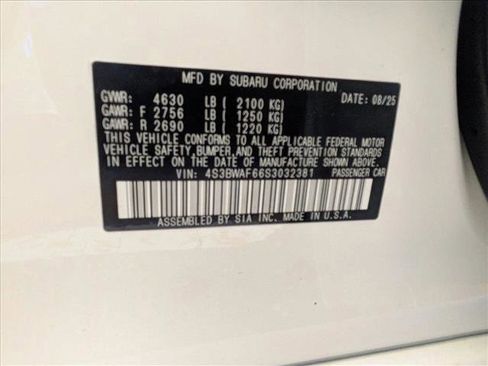 MFD BY SUBARU CORPORATION
GVWR: 4630 LB ( 2100 KG) DATE: 08/25
GAWR: F 2756 LB ( 1250 KG)
GAWR: R 2690 LB ( 1220 KG)
THIS VEHICLE CONFORMS TO ALL APPLICABLE FEDERAL MOTOR
VEHICLE SAFETY, BUMPER, AND THEFT PREVENTION STANDARDS
IN EFFECT ON THE DATE OF MANUFACTURE SHOWN ABOVE.
VIN: 4S3BWAF66S3032381 PASSENGER CAR
ASSEMBLED BY SIA INC. MADE IN U.S.A.